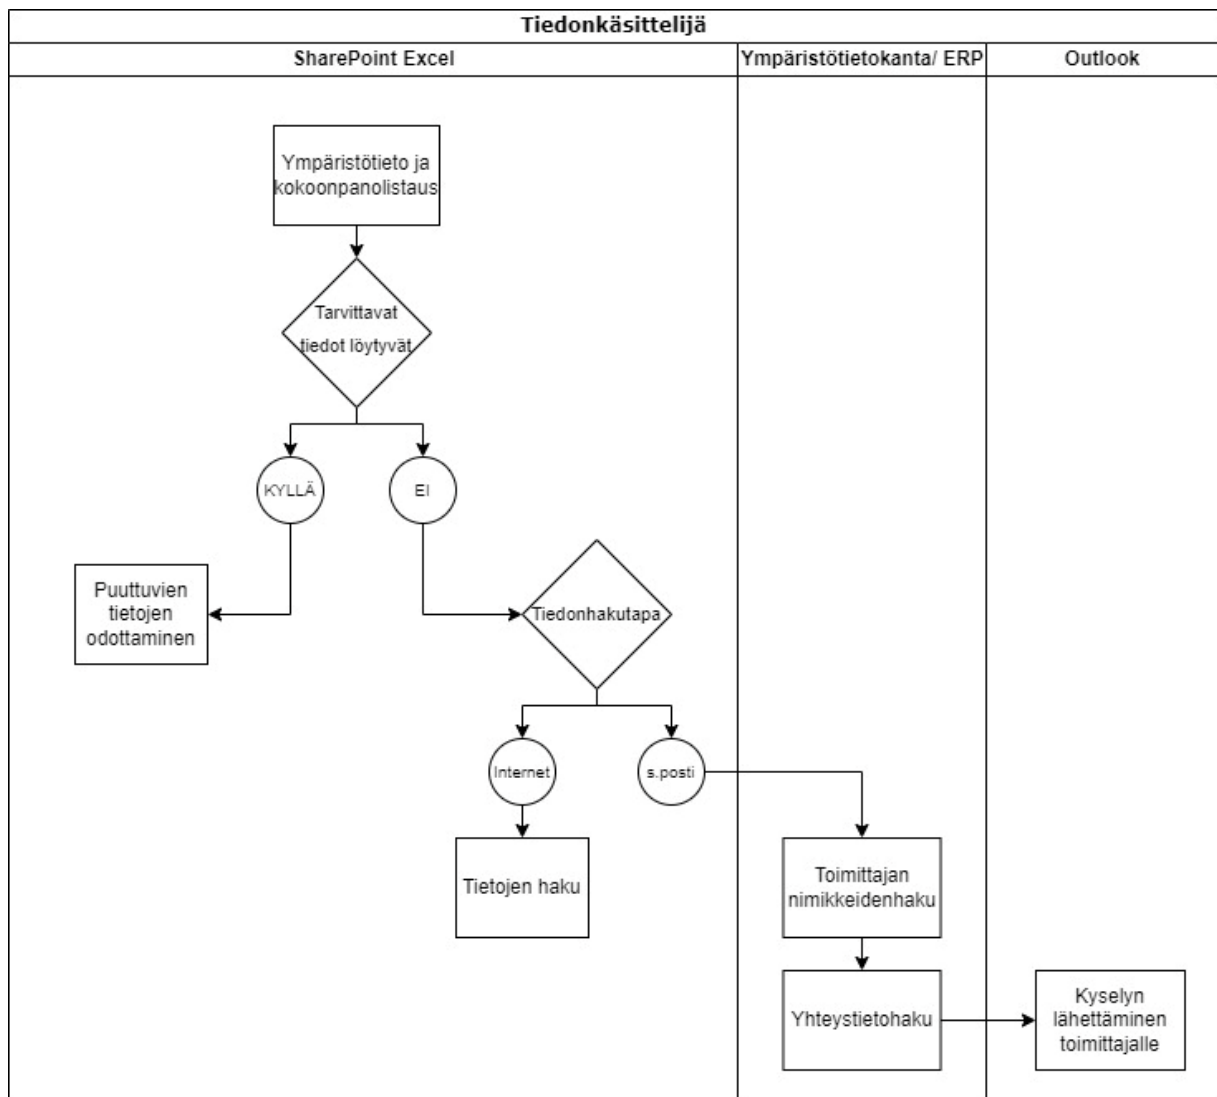 Tiedonkäsittelijä
SharePoint Excel
Ympäristötietokanta/ ERP
Outlook
Ympäristötieto ja
kokoonpanolistaus
Tarvittavat
tiedot löytyvät
KYLLÄ
EI
Puuttuvien
tietojen
odottaminen
Tiedonhakutapa
Internet
s.posti
Tietojen haku
Toimittajan
nimikkeidenhaku
Yhteystietohaku
Kyselyn
lähettäminen
toimittajalle